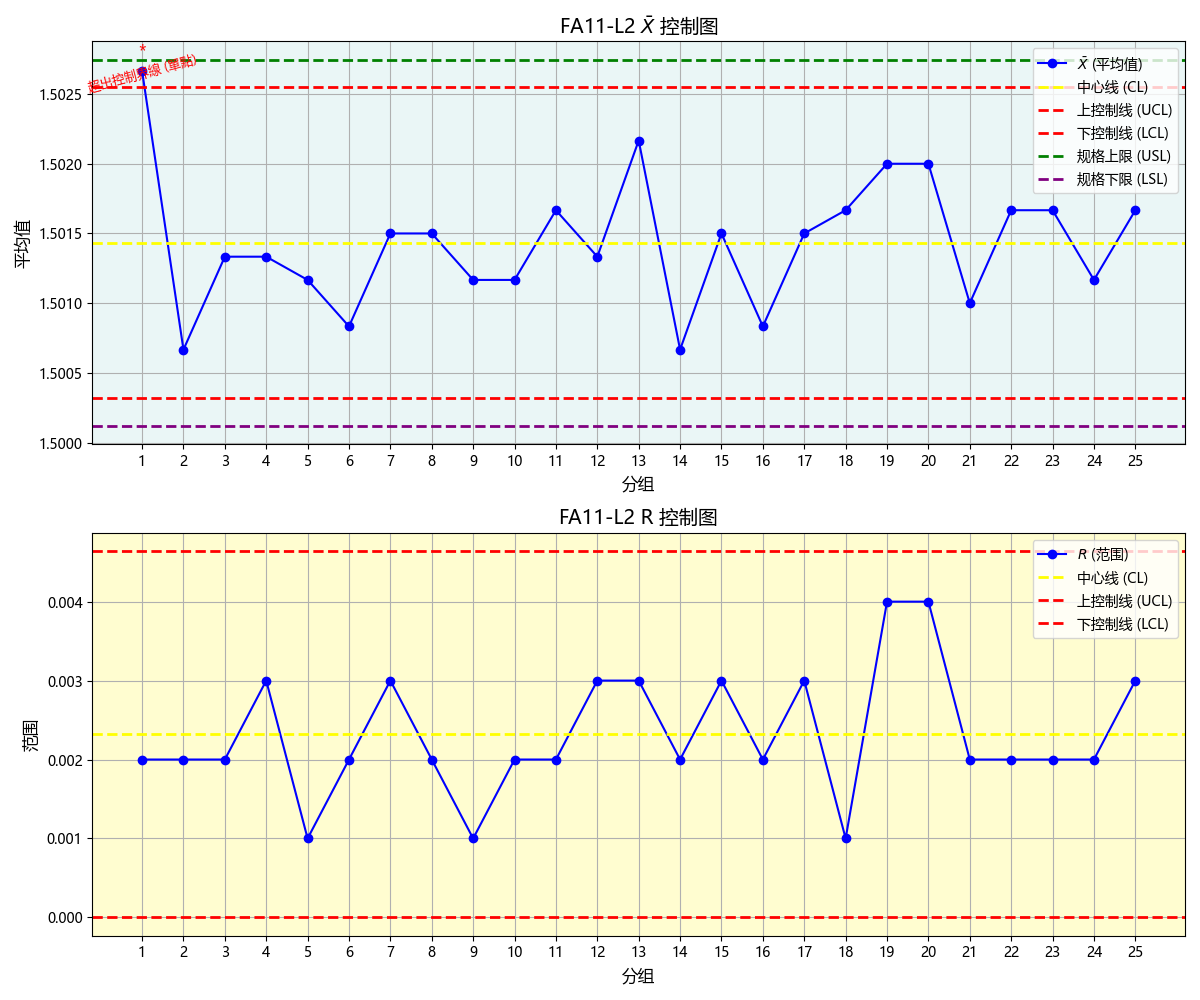 FA11-L2 X̄ 控制图
*
超出控制界線 (單點)
1.5025
1.5020
1.5015
1.5010
1.5005
1.5000
平均值
X̄ (平均值)
中心线 (CL)
上控制线 (UCL)
下控制线 (LCL)
规格上限 (USL)
规格下限 (LSL)
1 2 3 4 5 6 7 8 9 10 11 12 13 14 15 16 17 18 19 20 21 22 23 24 25
分组
FA11-L2 R 控制图
0.004
0.003
0.002
0.001
0.000
范围
R (范围)
中心线 (CL)
上控制线 (UCL)
下控制线 (LCL)
1 2 3 4 5 6 7 8 9 10 11 12 13 14 15 16 17 18 19 20 21 22 23 24 25
分组